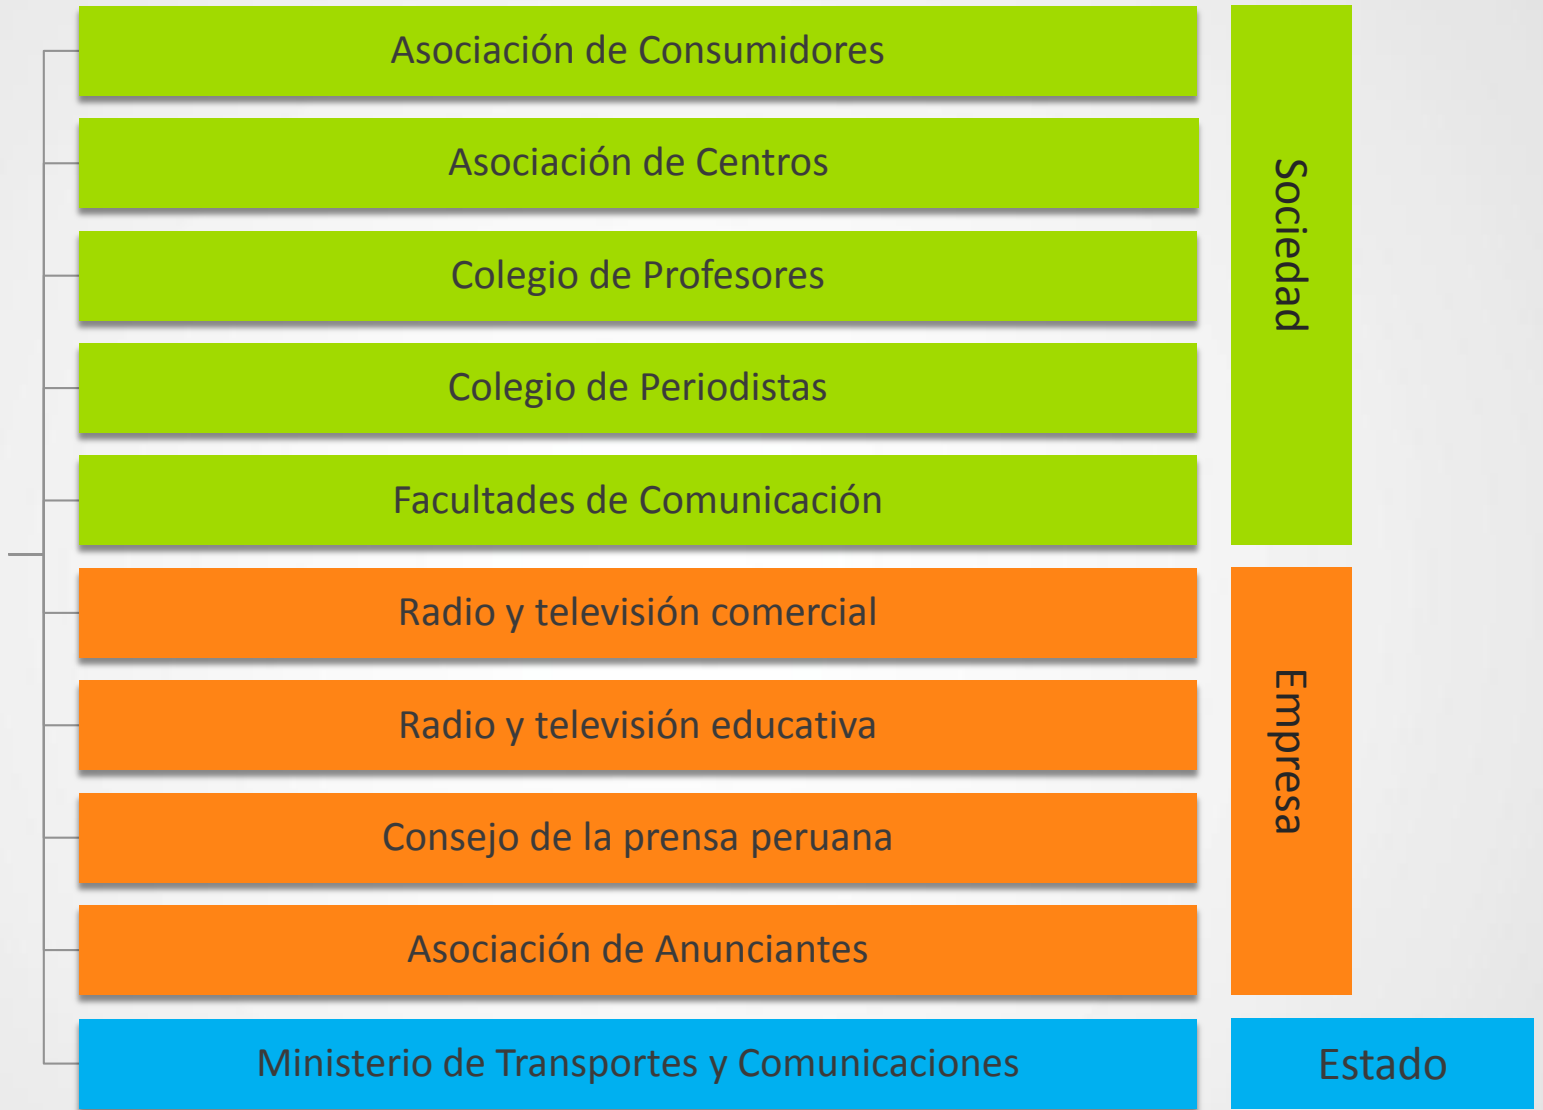 Asociación de Consumidores
Asociación de Centros
Colegio de Profesores
Colegio de Periodistas
Facultades de Comunicación
Sociedad
Radio y televisión comercial
Radio y televisión educativa
Consejo de la prensa peruana
Asociación de Anunciantes
Empresa
Ministerio de Transportes y Comunicaciones
Estado